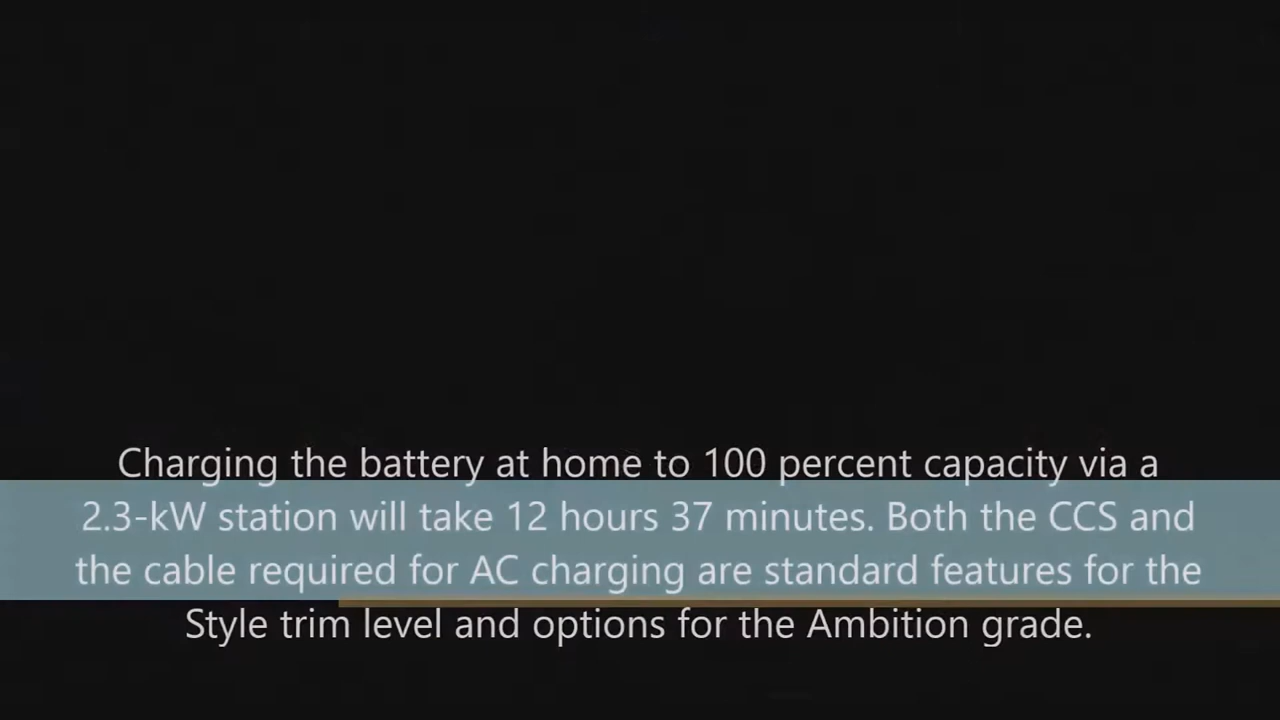 Charging the battery at home to 100 percent capacity via a
2.3-kW station will take 12 hours 37 minutes. Both the CCS and
the cable required for AC charging are standard features for the
Style trim level and options for the Ambition grade.